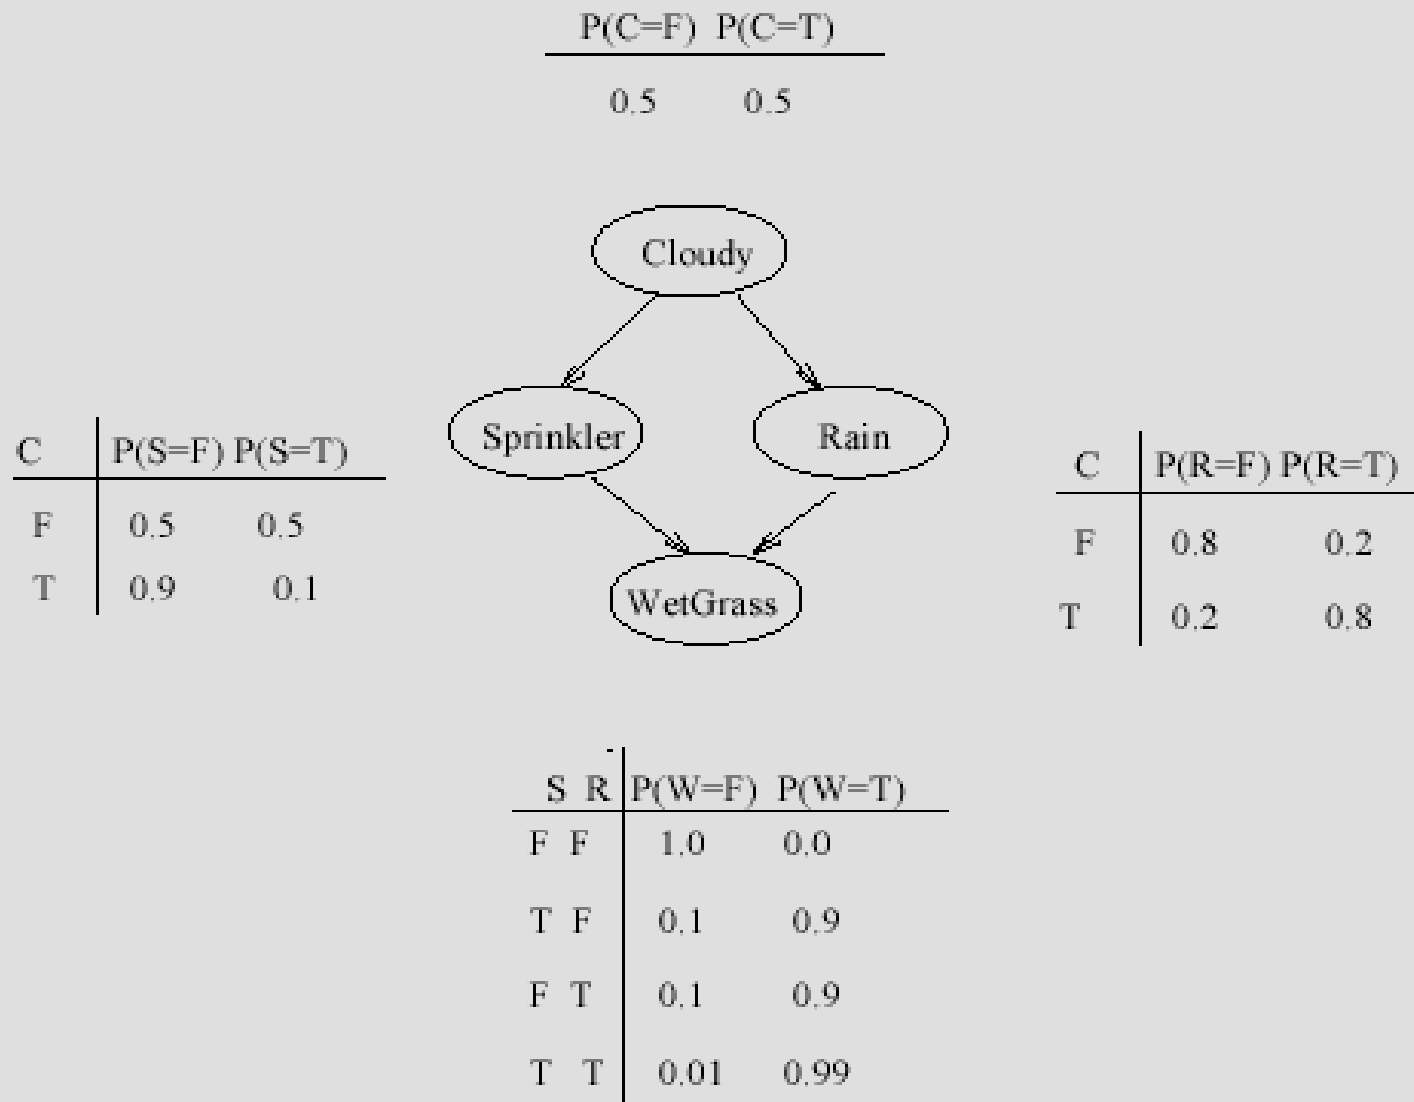 P(C=F) P(C=T)
0.5 0.5
Cloudy
Sprinkler
Rain
WetGrass
C P(S=F) P(S=T)
F 0.5 0.5
T 0.9 0.1
C P(R=F) P(R=T)
F 0.8 0.2
T 0.2 0.8
S R P(W=F) P(W=T)
F F 1.0 0.0
T F 0.1 0.9
F T 0.1 0.9
T T 0.01 0.99